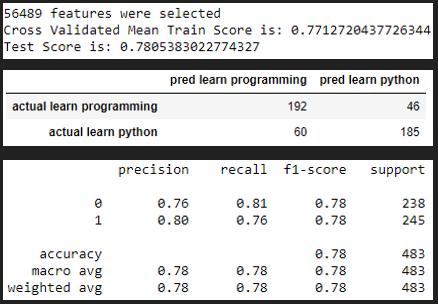 56489 features were selected
Cross Validated Mean Train Score is: 0.7712720437726344
Test Score is: 0.7805383022774327
pred learn programming pred learn python
actual learn programming 192 46
actual learn python 60 185
precision recall f1-score support
0 0.76 0.81 0.78 238
1 0.80 0.76 0.78 245
accuracy 0.78 483
macro avg 0.78 0.78 0.78 483
weighted avg 0.78 0.78 0.78 483